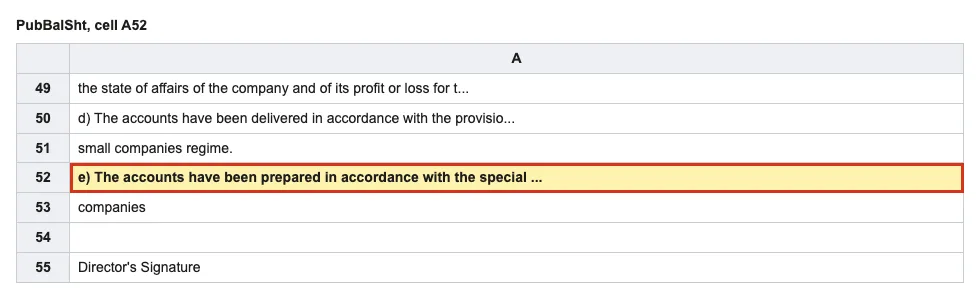 PubBalSht, cell A52
A
49 the state of affairs of the company and of its profit or loss for t...
50 d) The accounts have been delivered in accordance with the provisio...
51 small companies regime.
52 e) The accounts have been prepared in accordance with the special ...
53 companies
54
55 Director's Signature